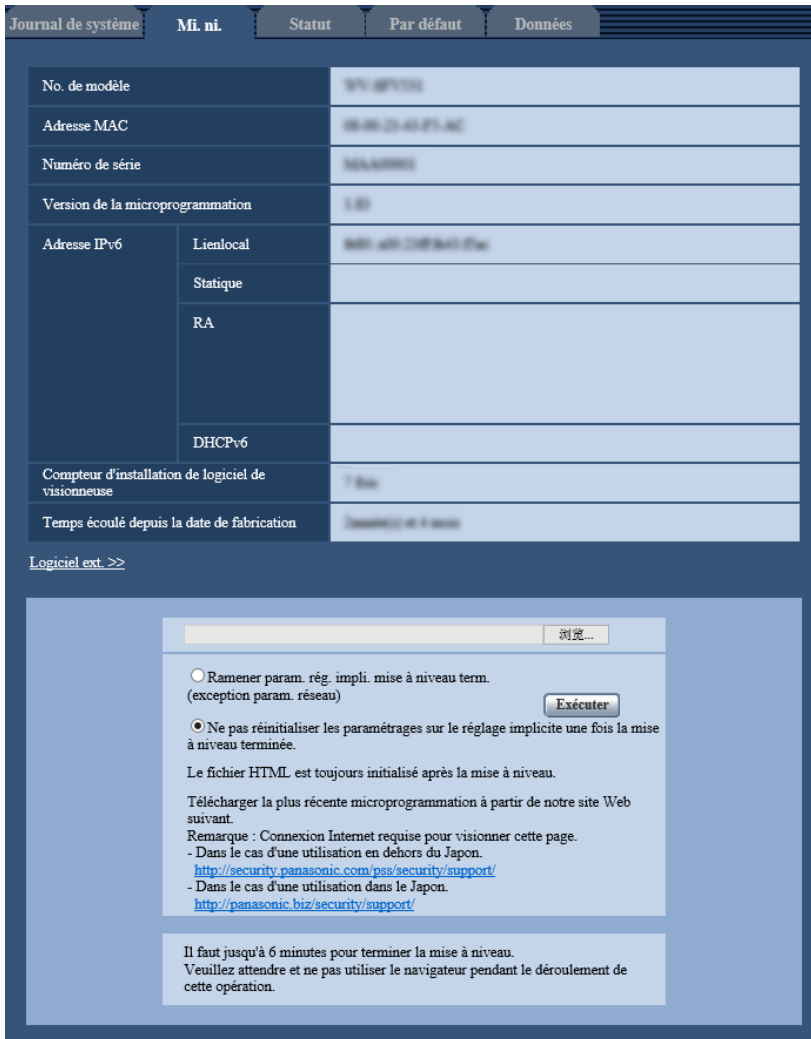 Journal de système Mi. ni. Statut Par défaut Données
No. de modèle
Adresse MAC
Numéro de série
Version de la microprogrammation
Adresse IPv6 Lienlocal
Statique
RA
DHCPv6
Compteur d'installation de logiciel de
visionneuse
Temps écoulé depuis la date de fabrication
Logiciel ext. >>
浏览...
Ramener param. rég. impli. mise à niveau term.
(exception param. réseau)
Exécuter
Ne pas réinitialiser les paramétrages sur le réglage implicite une fois la mise
à niveau terminée.
Le fichier HTML est toujours initialisé après la mise à niveau.
Télécharger la plus récente microprogrammation à partir de notre site Web
suivant.
Remarque : Connexion Internet requise pour visionner cette page.
- Dans le cas d'une utilisation en dehors du Japon.
http://security.panasonic.com/pss/security/support/
- Dans le cas d'une utilisation dans le Japon.
http://panasonic.biz/security/support/
Il faut jusqu'à 6 minutes pour terminer la mise à niveau.
Veuillez attendre et ne pas utiliser le navigateur pendant le déroulement de
cette opération.